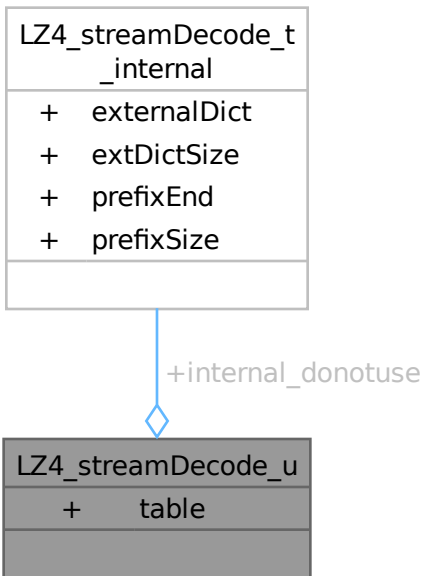 LZ4_streamDecode_t
_internal
+ externalDict
+ extDictSize
+ prefixEnd
+ prefixSize
+internal_donotuse
LZ4_streamDecode_u
+ table